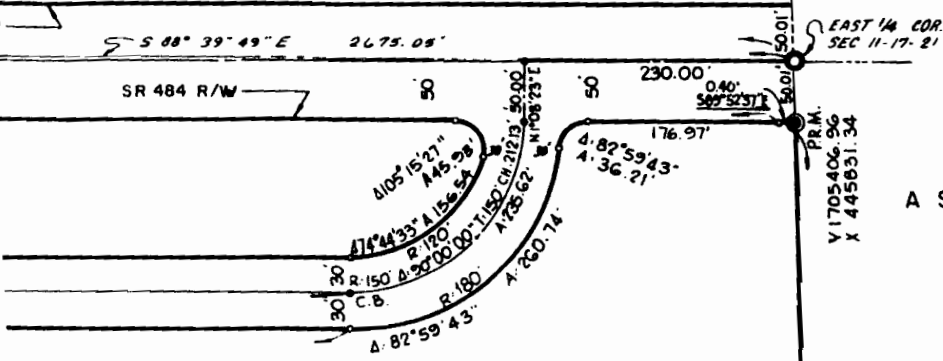 EAST 1/4 COR.
SEC 11-17-21
50.01'
50.01'
S 88° 39' 49" E
2675.05'
SR 484 R/W
50'
50.00'
N1°08'23"E
50'
230.00'
0.40'
S89°52'37"E
176.97'
P.R.M.
Y 1705406.96
X 445831.34
A S
Δ105°15'27"
A 45.98'
Δ:82°59'43"
A:36.21'
Δ74°44'33" A 156.54'
R:120'
CH.212.13'
T:150'
Δ:90°00'00"
A:235.62'
R:150'
C.B.
30'
30'
R:180'
A:260.74'
Δ:82°59'43"